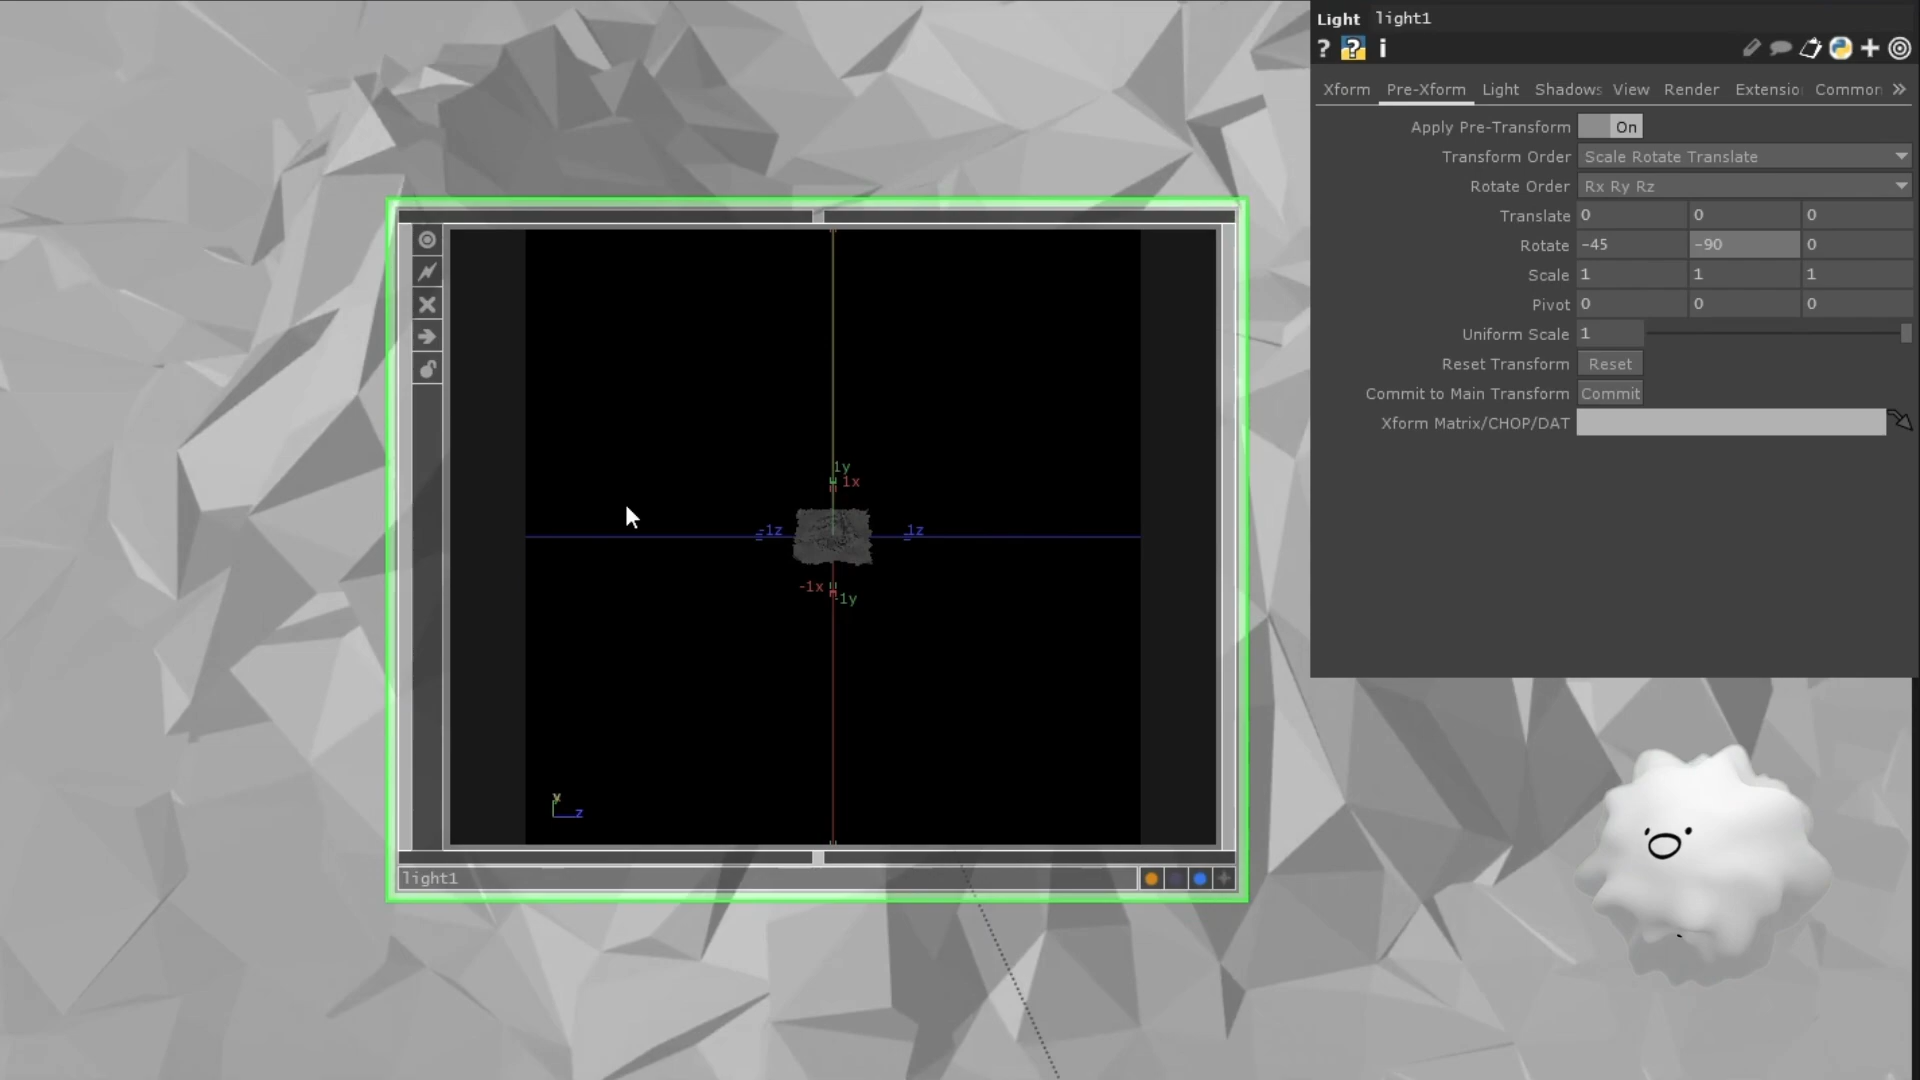 Light light1
? ? i
Xform Pre-Xform Light Shadows View Render Extensio Common
Apply Pre-Transform On
Transform Order Scale Rotate Translate
Rotate Order Rx Ry Rz
Translate 0 0 0
Rotate -45 -90 0
Scale 1 1 1
Pivot 0 0 0
Uniform Scale 1
Reset Transform Reset
Commit to Main Transform Commit
Xform Matrix/CHOP/DAT
1y
1x
-1z 1z
-1x
-1y
y
z
light1